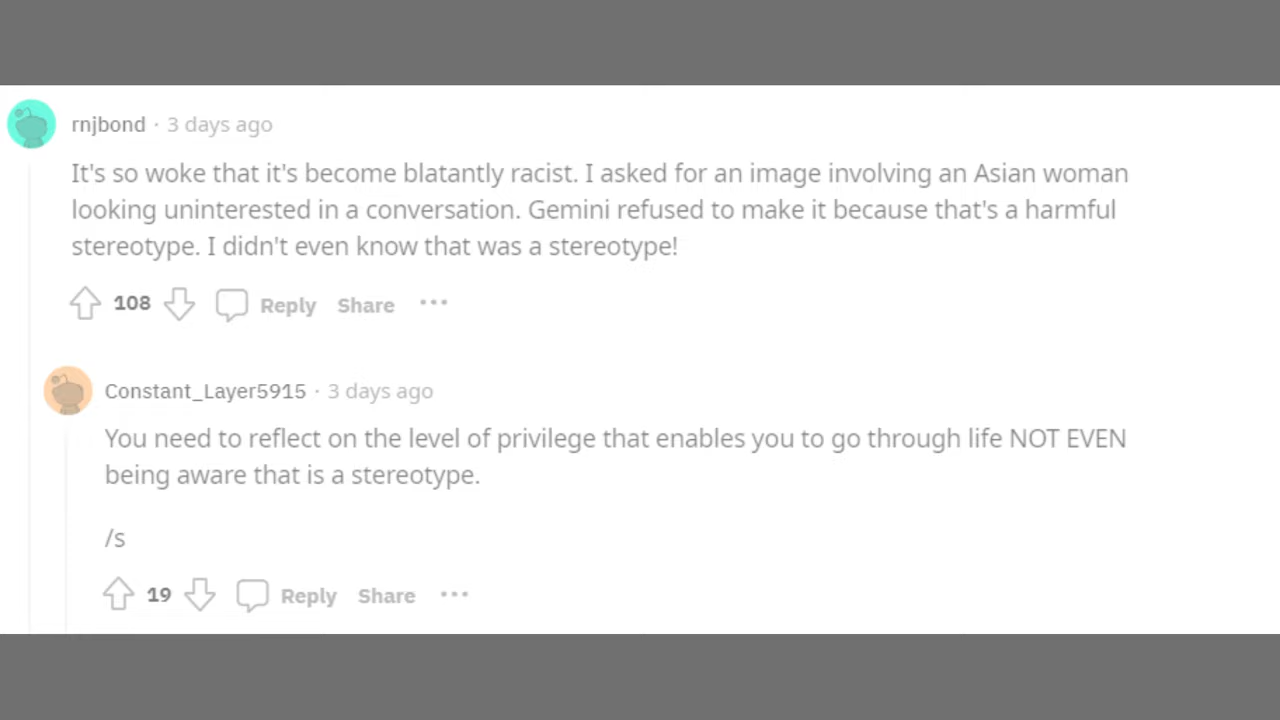 rnjbond · 3 days ago
It's so woke that it's become blatantly racist. I asked for an image involving an Asian woman
looking uninterested in a conversation. Gemini refused to make it because that's a harmful
stereotype. I didn't even know that was a stereotype!
108 Reply Share ···
Constant_Layer5915 · 3 days ago
You need to reflect on the level of privilege that enables you to go through life NOT EVEN
being aware that is a stereotype.
/s
19 Reply Share ···